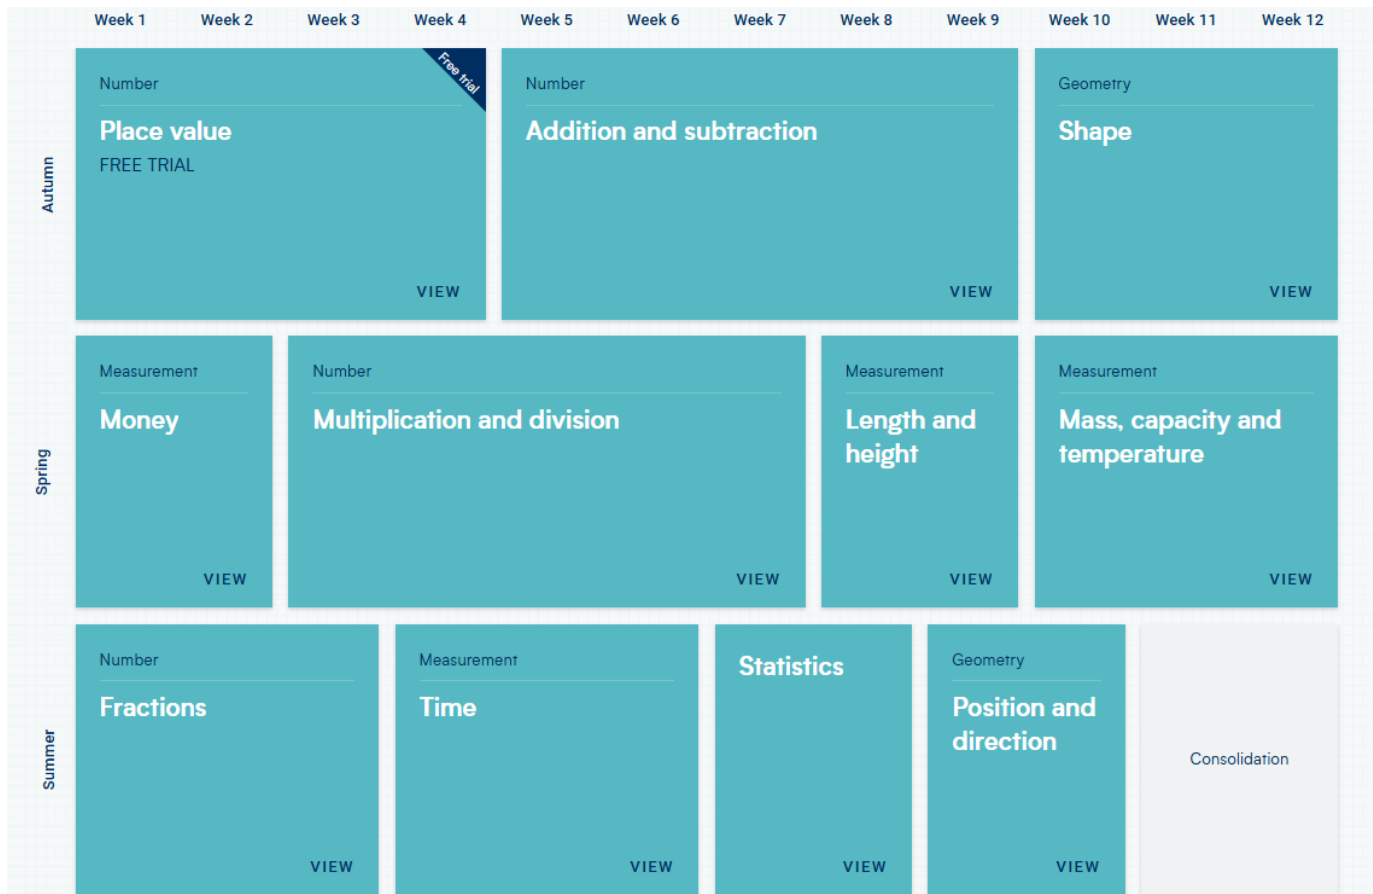 Week 1 Week 2 Week 3 Week 4 Week 5 Week 6 Week 7 Week 8 Week 9 Week 10 Week 11 Week 12
Autumn
Number
Free trial
Place value
FREE TRIAL
VIEW
Number
Addition and subtraction
VIEW
Geometry
Shape
VIEW
Spring
Measurement
Money
VIEW
Number
Multiplication and division
VIEW
Measurement
Length and
height
VIEW
Measurement
Mass, capacity and
temperature
VIEW
Summer
Number
Fractions
VIEW
Measurement
Time
VIEW
Statistics
VIEW
Geometry
Position and
direction
VIEW
Consolidation